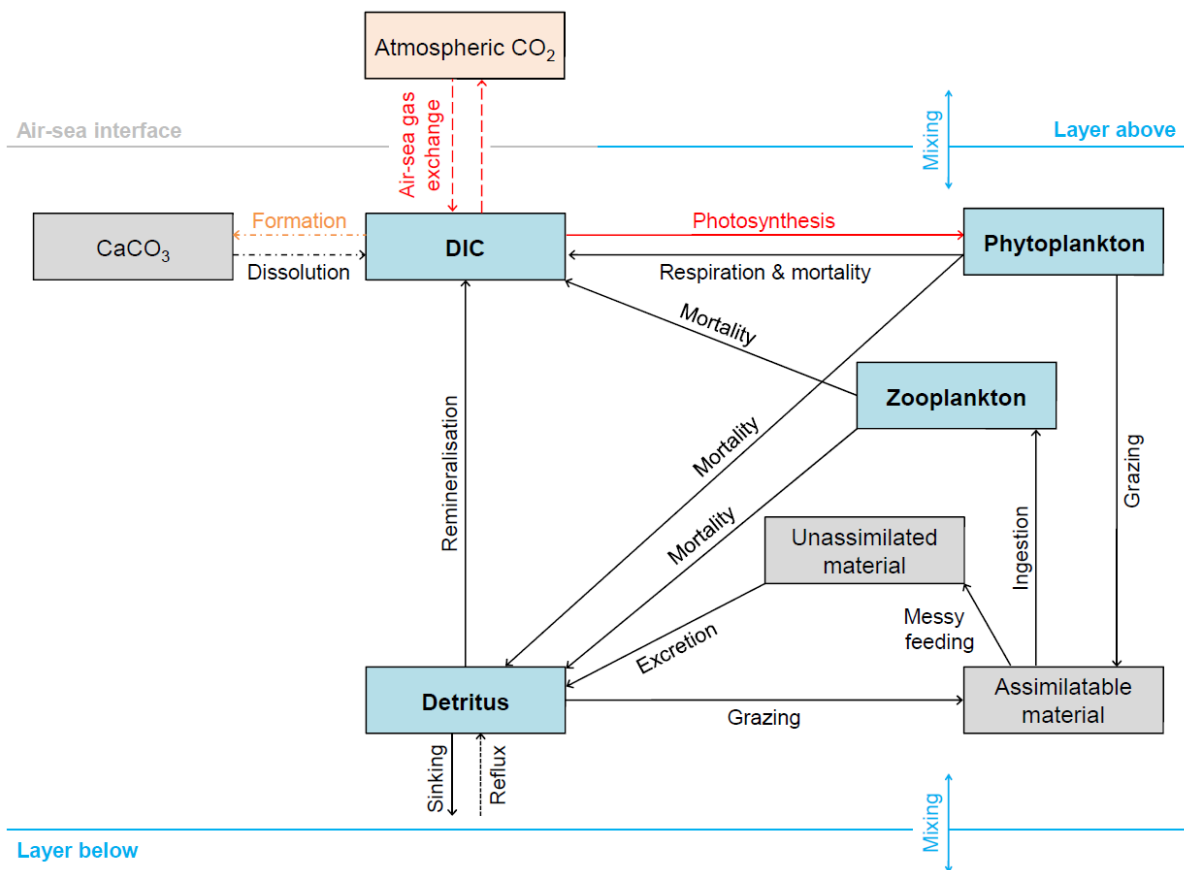 Atmospheric CO₂
Air-sea gas
exchange
Air-sea interface
Mixing
Layer above
CaCO₃
Formation
Dissolution
DIC
Photosynthesis
Respiration & mortality
Phytoplankton
Mortality
Zooplankton
Remineralisation
Mortality
Grazing
Mortality
Unassimilated
material
Ingestion
Messy
feeding
Excretion
Detritus
Grazing
Assimilatable
material
Sinking
Reflux
Mixing
Layer below